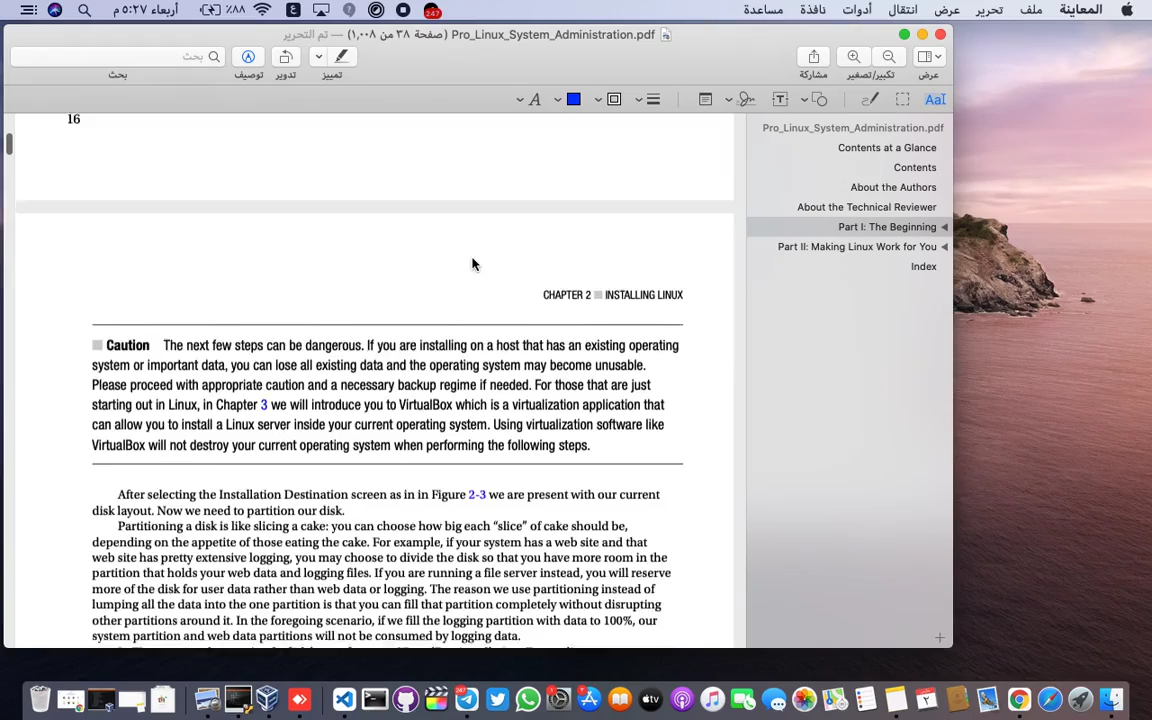 المعاينة ملف تحرير عرض انتقال أدوات نافذة مساعدة
٨٨٪ أربعاء ٥:٢٧ م
Pro_Linux_System_Administration.pdf (صفحة ٣٨ من ١,٠٠٨) — تم التحرير
عرض تكبير/تصغير مشاركة تمييز تدوير توصيف بحث
بحث
Pro_Linux_System_Administration.pdf
Contents at a Glance
Contents
About the Authors
About the Technical Reviewer
Part I: The Beginning
Part II: Making Linux Work for You
Index
16
CHAPTER 2 ■ INSTALLING LINUX
■ Caution The next few steps can be dangerous. If you are installing on a host that has an existing operating
system or important data, you can lose all existing data and the operating system may become unusable.
Please proceed with appropriate caution and a necessary backup regime if needed. For those that are just
starting out in Linux, in Chapter 3 we will introduce you to VirtualBox which is a virtualization application that
can allow you to install a Linux server inside your current operating system. Using virtualization software like
VirtualBox will not destroy your current operating system when performing the following steps.
After selecting the Installation Destination screen as in in Figure 2-3 we are present with our current
disk layout. Now we need to partition our disk.
Partitioning a disk is like slicing a cake: you can choose how big each “slice” of cake should be,
depending on the appetite of those eating the cake. For example, if your system has a web site and that
web site has pretty extensive logging, you may choose to divide the disk so that you have more room in the
partition that holds your web data and logging files. If you are running a file server instead, you will reserve
more of the disk for user data rather than web data or logging. The reason we use partitioning instead of
lumping all the data into the one partition is that you can fill that partition completely without disrupting
other partitions around it. In the foregoing scenario, if we fill the logging partition with data to 100%, our
system partition and web data partitions will not be consumed by logging data.
247
247